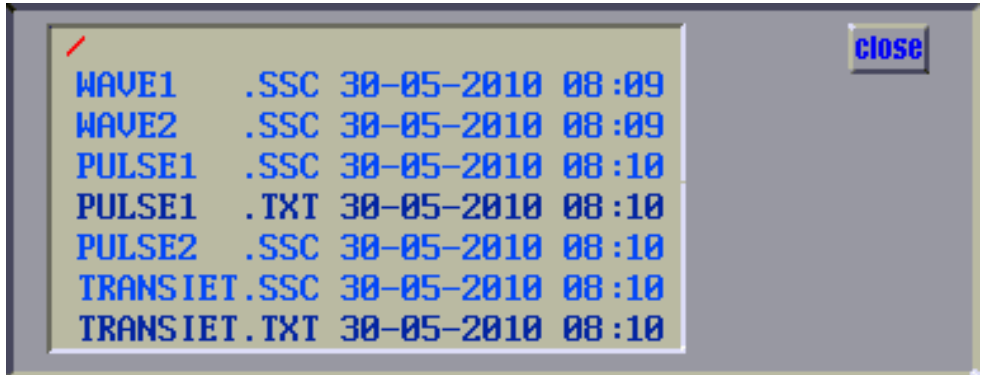 /
close
WAVE1 .SSC 30-05-2010 08:09
WAVE2 .SSC 30-05-2010 08:09
PULSE1 .SSC 30-05-2010 08:10
PULSE1 .TXT 30-05-2010 08:10
PULSE2 .SSC 30-05-2010 08:10
TRANSIET.SSC 30-05-2010 08:10
TRANSIET.TXT 30-05-2010 08:10